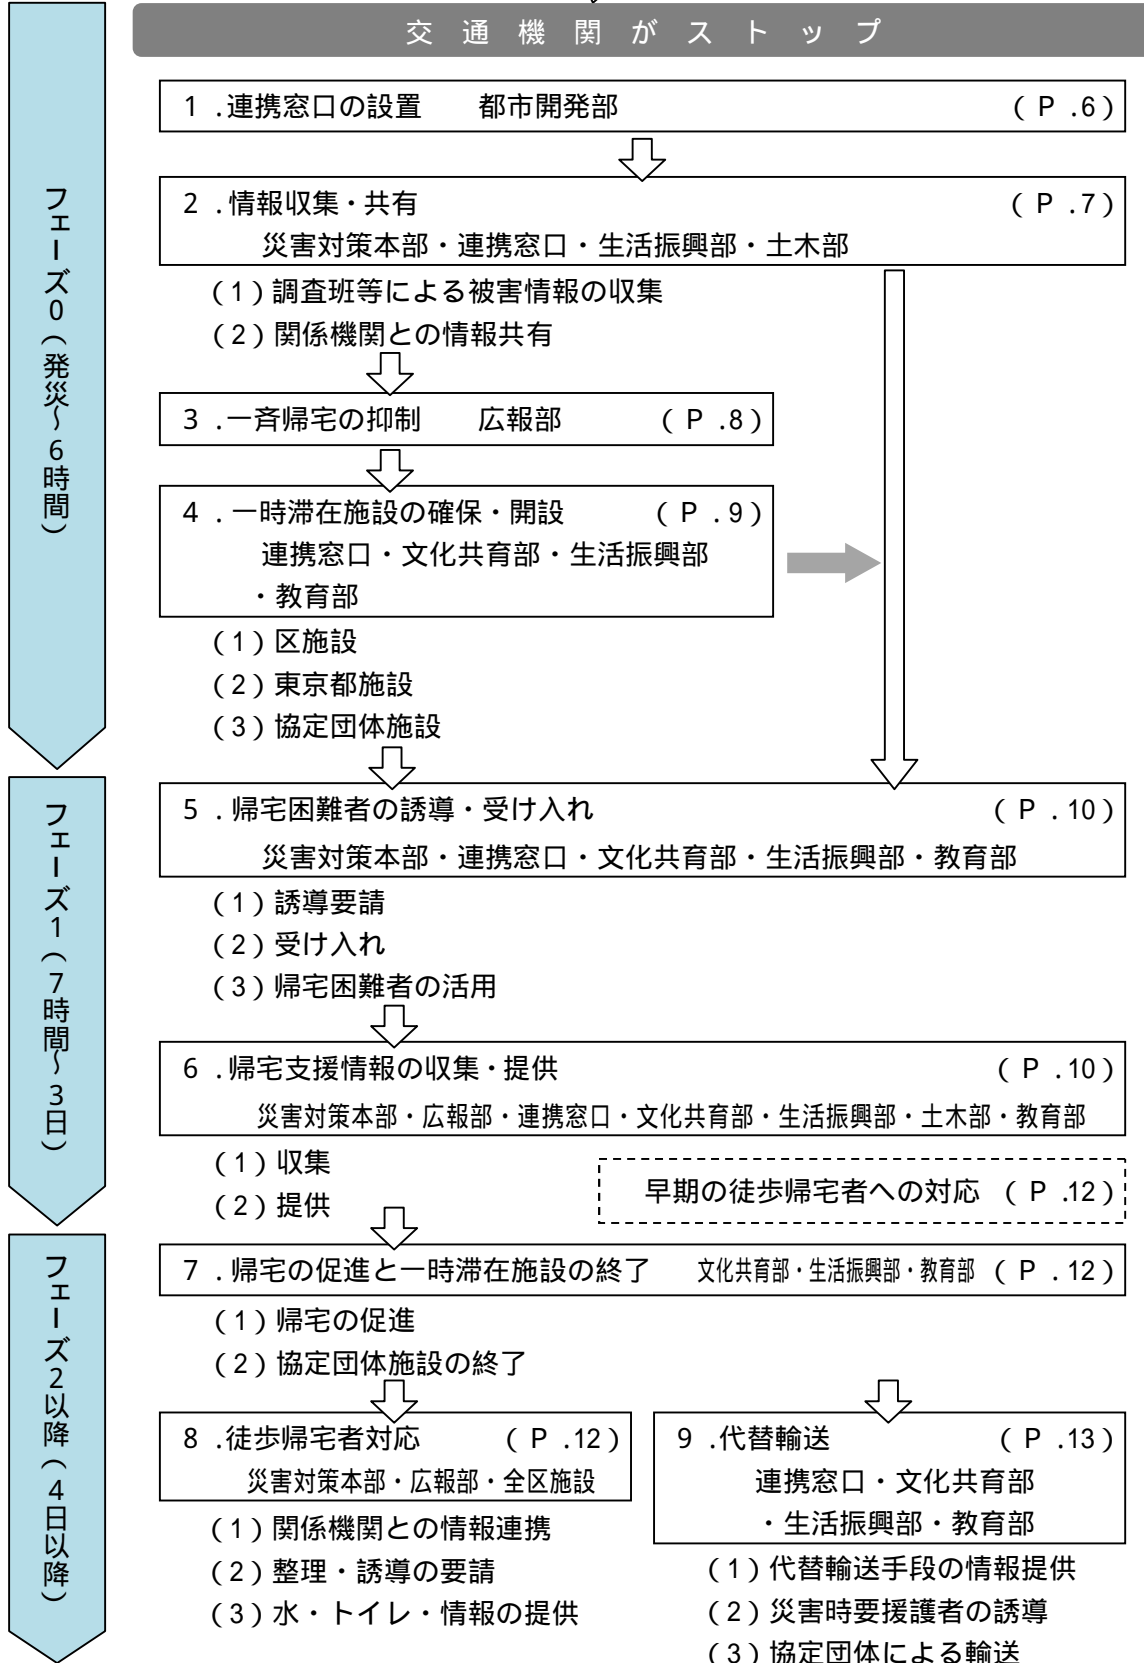 交通機関がストップ
フェーズ0（発災～6時間）
1．連携窓口の設置　都市開発部　（P.6）
2．情報収集・共有　（P.7）
災害対策本部・連携窓口・生活振興部・土木部
（1）調査班等による被害情報の収集
（2）関係機関との情報共有
3．一斉帰宅の抑制　広報部　（P.8）
4．一時滞在施設の確保・開設　（P.9）
連携窓口・文化共育部・生活振興部
・教育部
（1）区施設
（2）東京都施設
（3）協定団体施設
フェーズ1（7時間～3日）
5．帰宅困難者の誘導・受け入れ　（P.10）
災害対策本部・連携窓口・文化共育部・生活振興部・教育部
（1）誘導要請
（2）受け入れ
（3）帰宅困難者の活用
6．帰宅支援情報の収集・提供　（P.10）
災害対策本部・広報部・連携窓口・文化共育部・生活振興部・土木部・教育部
（1）収集
（2）提供
早期の徒歩帰宅者への対応（P.12）
フェーズ2以降（4日以降）
7．帰宅の促進と一時滞在施設の終了　文化共育部・生活振興部・教育部（P.12）
（1）帰宅の促進
（2）協定団体施設の終了
8．徒歩帰宅者対応　（P.12）
災害対策本部・広報部・全区施設
（1）関係機関との情報連携
（2）整理・誘導の要請
（3）水・トイレ・情報の提供
9．代替輸送　（P.13）
連携窓口・文化共育部
・生活振興部・教育部
（1）代替輸送手段の情報提供
（2）災害時要援護者の誘導
（3）協定団体による輸送